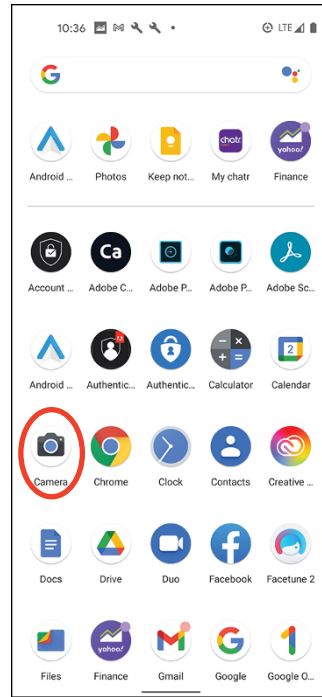 10:36 LTE
Android ... Photos Keep not... My chatr Finance
Account ... Adobe C... Adobe P... Adobe P... Adobe Sc...
Android ... Authentic... Authentic... Calculator Calendar
Camera Chrome Clock Contacts Creative ...
Docs Drive Duo Facebook Facetune 2
Files Finance Gmail Google Google O...